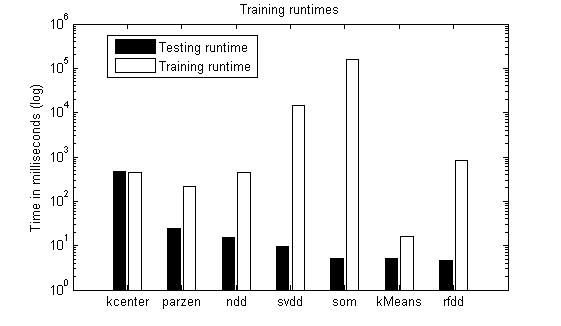 Training runtimes
10^6
10^5
10^4
10^3
10^2
10^1
10^0
Time in milliseconds (log)
Testing runtime
Training runtime
kcenter parzen ndd svdd som kMeans rfdd